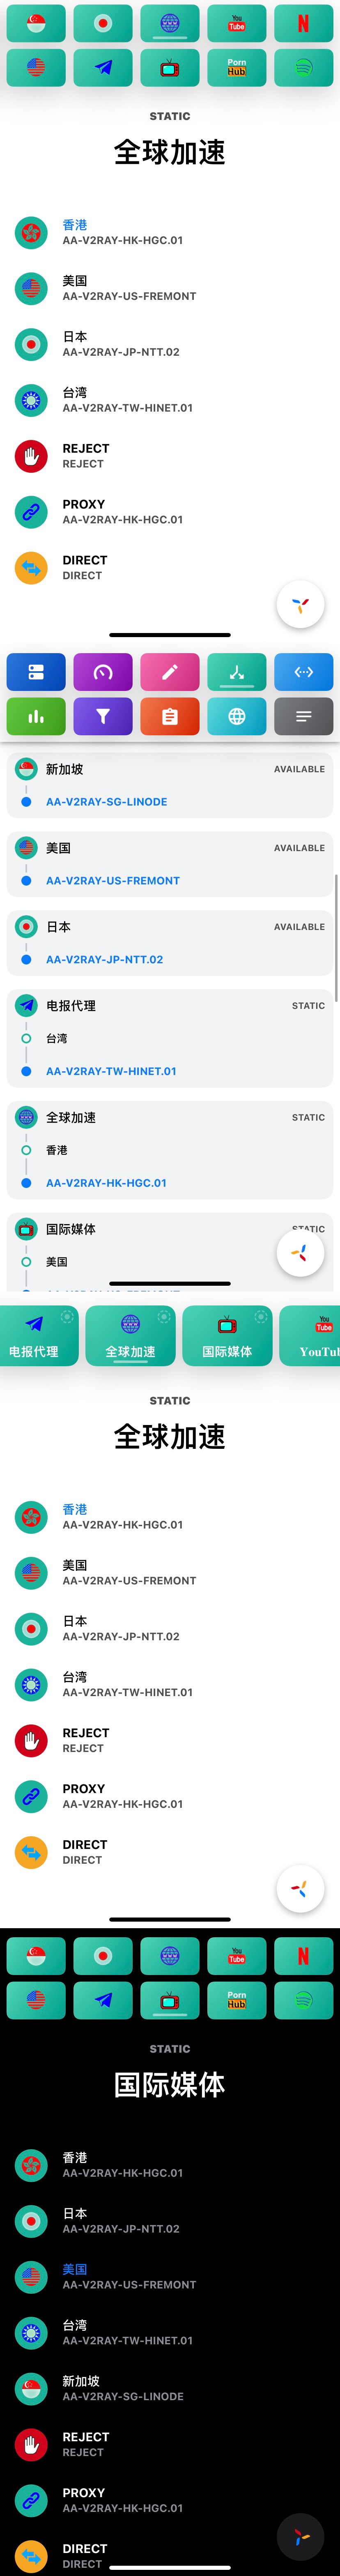 You
Tube
N
Porn
Hub
STATIC
全球加速
香港
AA-V2RAY-HK-HGC.01
美国
AA-V2RAY-US-FREMONT
日本
AA-V2RAY-JP-NTT.02
台湾
AA-V2RAY-TW-HINET.01
REJECT
REJECT
PROXY
AA-V2RAY-HK-HGC.01
DIRECT
DIRECT
新加坡
AVAILABLE
AA-V2RAY-SG-LINODE
美国
AVAILABLE
AA-V2RAY-US-FREMONT
日本
AVAILABLE
AA-V2RAY-JP-NTT.02
电报代理
STATIC
台湾
AA-V2RAY-TW-HINET.01
全球加速
STATIC
香港
AA-V2RAY-HK-HGC.01
国际媒体
STATIC
美国
You
Tube
电报代理
全球加速
国际媒体
YouTub
STATIC
全球加速
香港
AA-V2RAY-HK-HGC.01
美国
AA-V2RAY-US-FREMONT
日本
AA-V2RAY-JP-NTT.02
台湾
AA-V2RAY-TW-HINET.01
REJECT
REJECT
PROXY
AA-V2RAY-HK-HGC.01
DIRECT
DIRECT
You
Tube
N
Porn
Hub
STATIC
国际媒体
香港
AA-V2RAY-HK-HGC.01
日本
AA-V2RAY-JP-NTT.02
美国
AA-V2RAY-US-FREMONT
台湾
AA-V2RAY-TW-HINET.01
新加坡
AA-V2RAY-SG-LINODE
REJECT
REJECT
PROXY
AA-V2RAY-HK-HGC.01
DIRECT
DIRECT